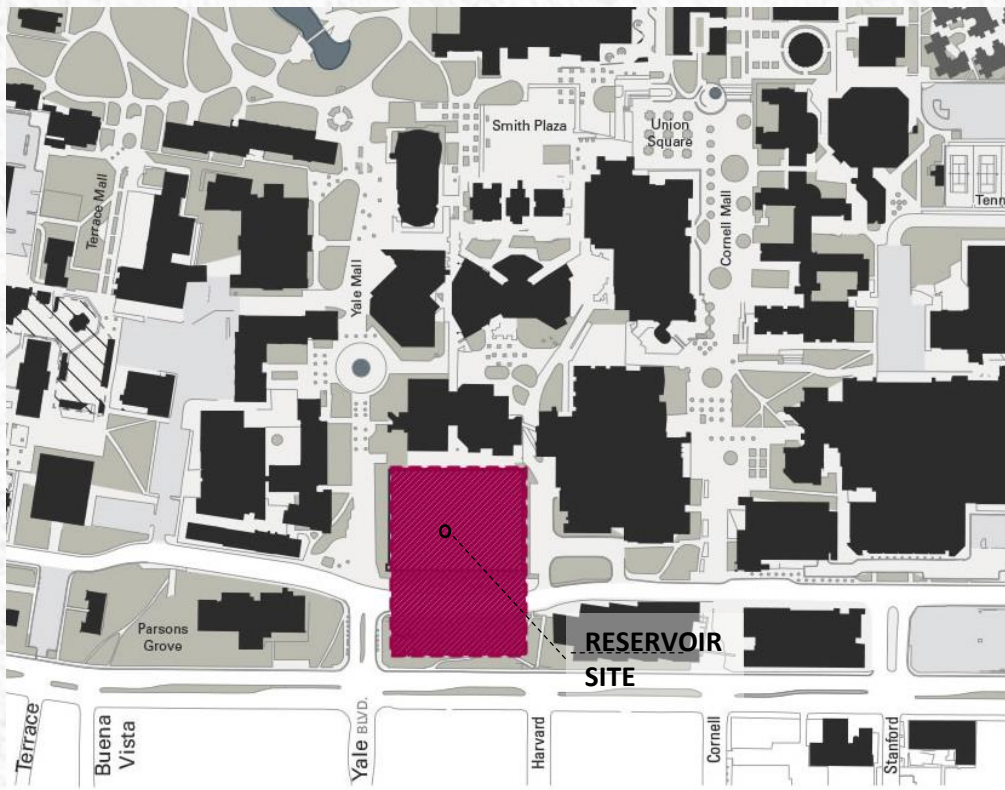 Smith Plaza
Union
Square
Terrace Mall
Cornell Mall
Tenn
Yale Mall
Parsons
Grove
RESERVOIR
SITE
Terrace
Buena
Vista
Yale BLVD.
Harvard
Cornell
Stanford